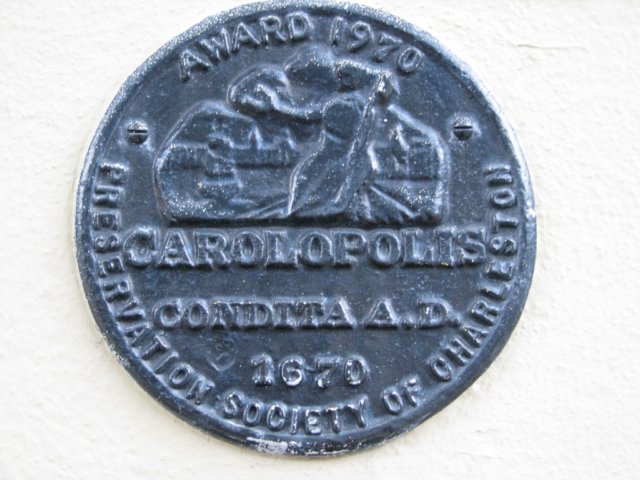 AWARD 1970
CAROLOPOLIS
CONDITA A.D.
1670
PRESERVATION SOCIETY OF CHARLESTON